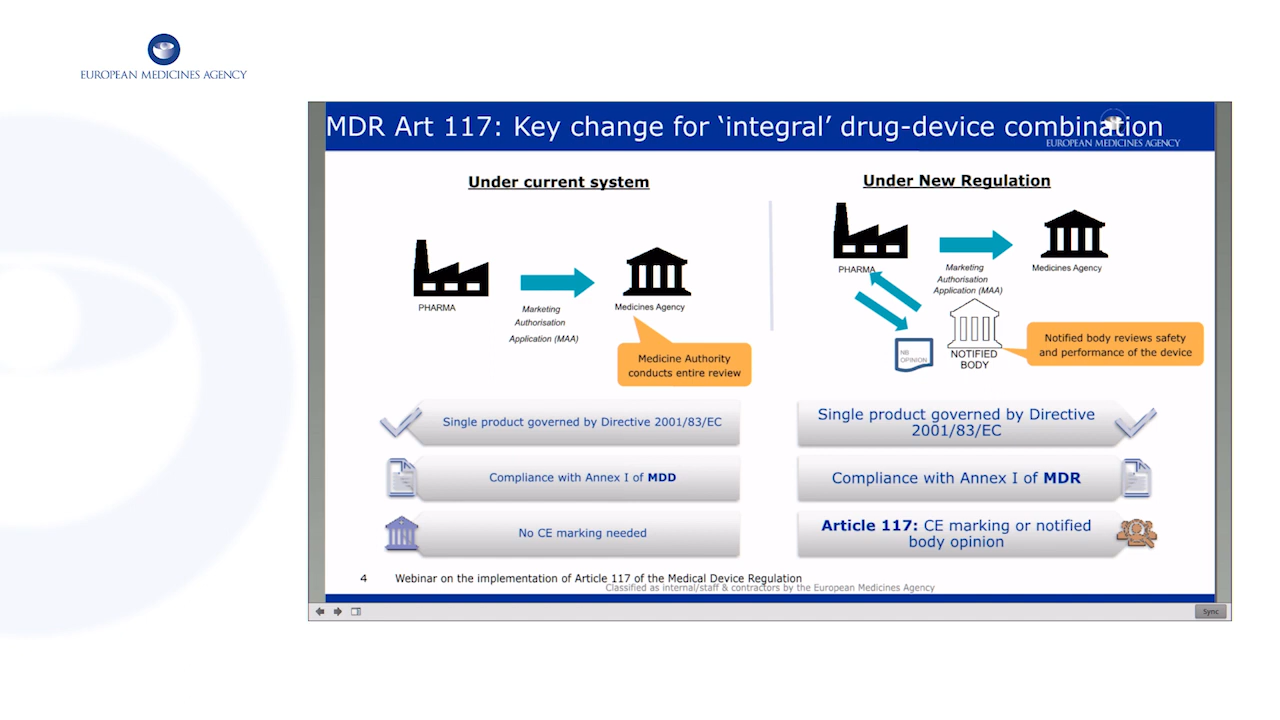 EUROPEAN MEDICINES AGENCY
MDR Art 117: Key change for ‘integral’ drug-device combination
EUROPEAN MEDICINES AGENCY
Under current system
PHARMA
Marketing
Authorisation
Application (MAA)
Medicines Agency
Medicine Authority
conducts entire review
Single product governed by Directive 2001/83/EC
Compliance with Annex I of MDD
No CE marking needed
Under New Regulation
PHARMA
Marketing
Authorisation
Application (MAA)
Medicines Agency
NB
OPINION
NOTIFIED
BODY
Notified body reviews safety
and performance of the device
Single product governed by Directive
2001/83/EC
Compliance with Annex I of MDR
Article 117: CE marking or notified
body opinion
4 Webinar on the implementation of Article 117 of the Medical Device Regulation
Classified as internal/staff & contractors by the European Medicines Agency
Sync